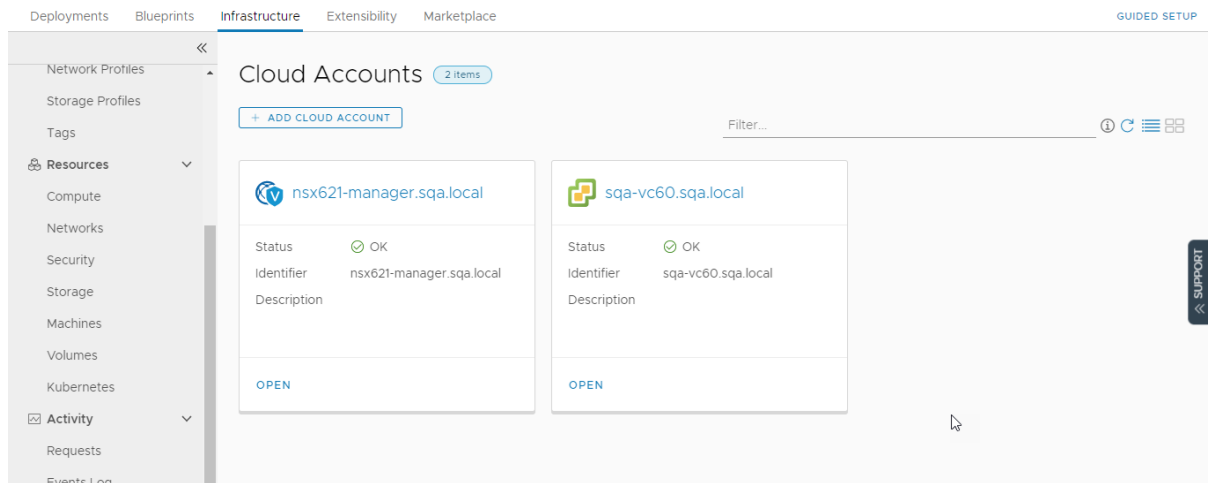 Deployments Blueprints Infrastructure Extensibility Marketplace GUIDED SETUP
Network Profiles
Storage Profiles
Tags
Resources
Compute
Networks
Security
Storage
Machines
Volumes
Kubernetes
Activity
Requests
Events Log
Cloud Accounts 2 items
+ ADD CLOUD ACCOUNT
Filter...
nsx621-manager.sqa.local
Status OK
Identifier nsx621-manager.sqa.local
Description
OPEN
sqa-vc60.sqa.local
Status OK
Identifier sqa-vc60.sqa.local
Description
OPEN
SUPPORT